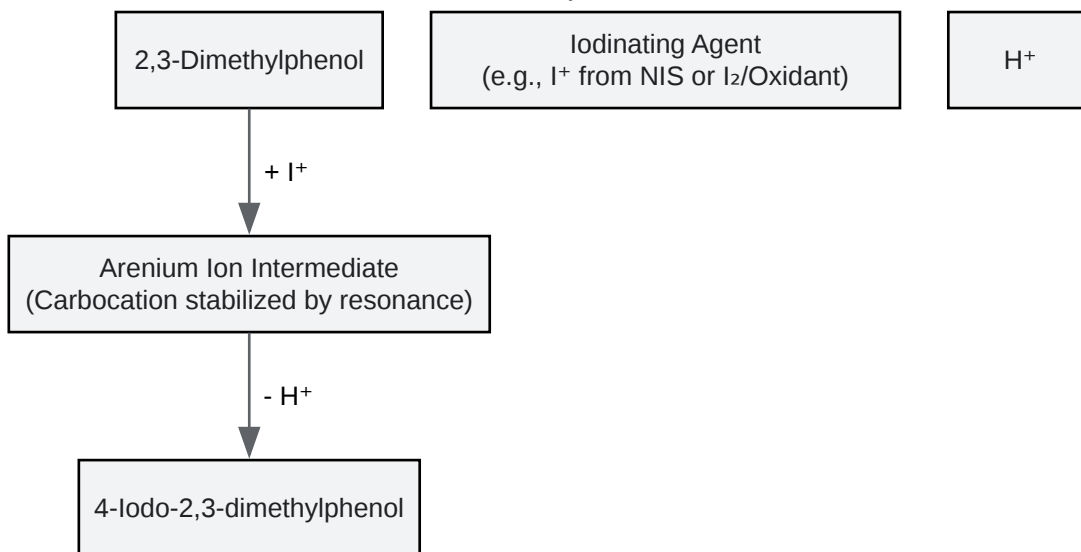 2,3-Dimethylphenol
Iodinating Agent
(e.g., I⁺ from NIS or I₂/Oxidant)
H⁺
+ I⁺
Arenium Ion Intermediate
(Carbocation stabilized by resonance)
- H⁺
4-Iodo-2,3-dimethylphenol